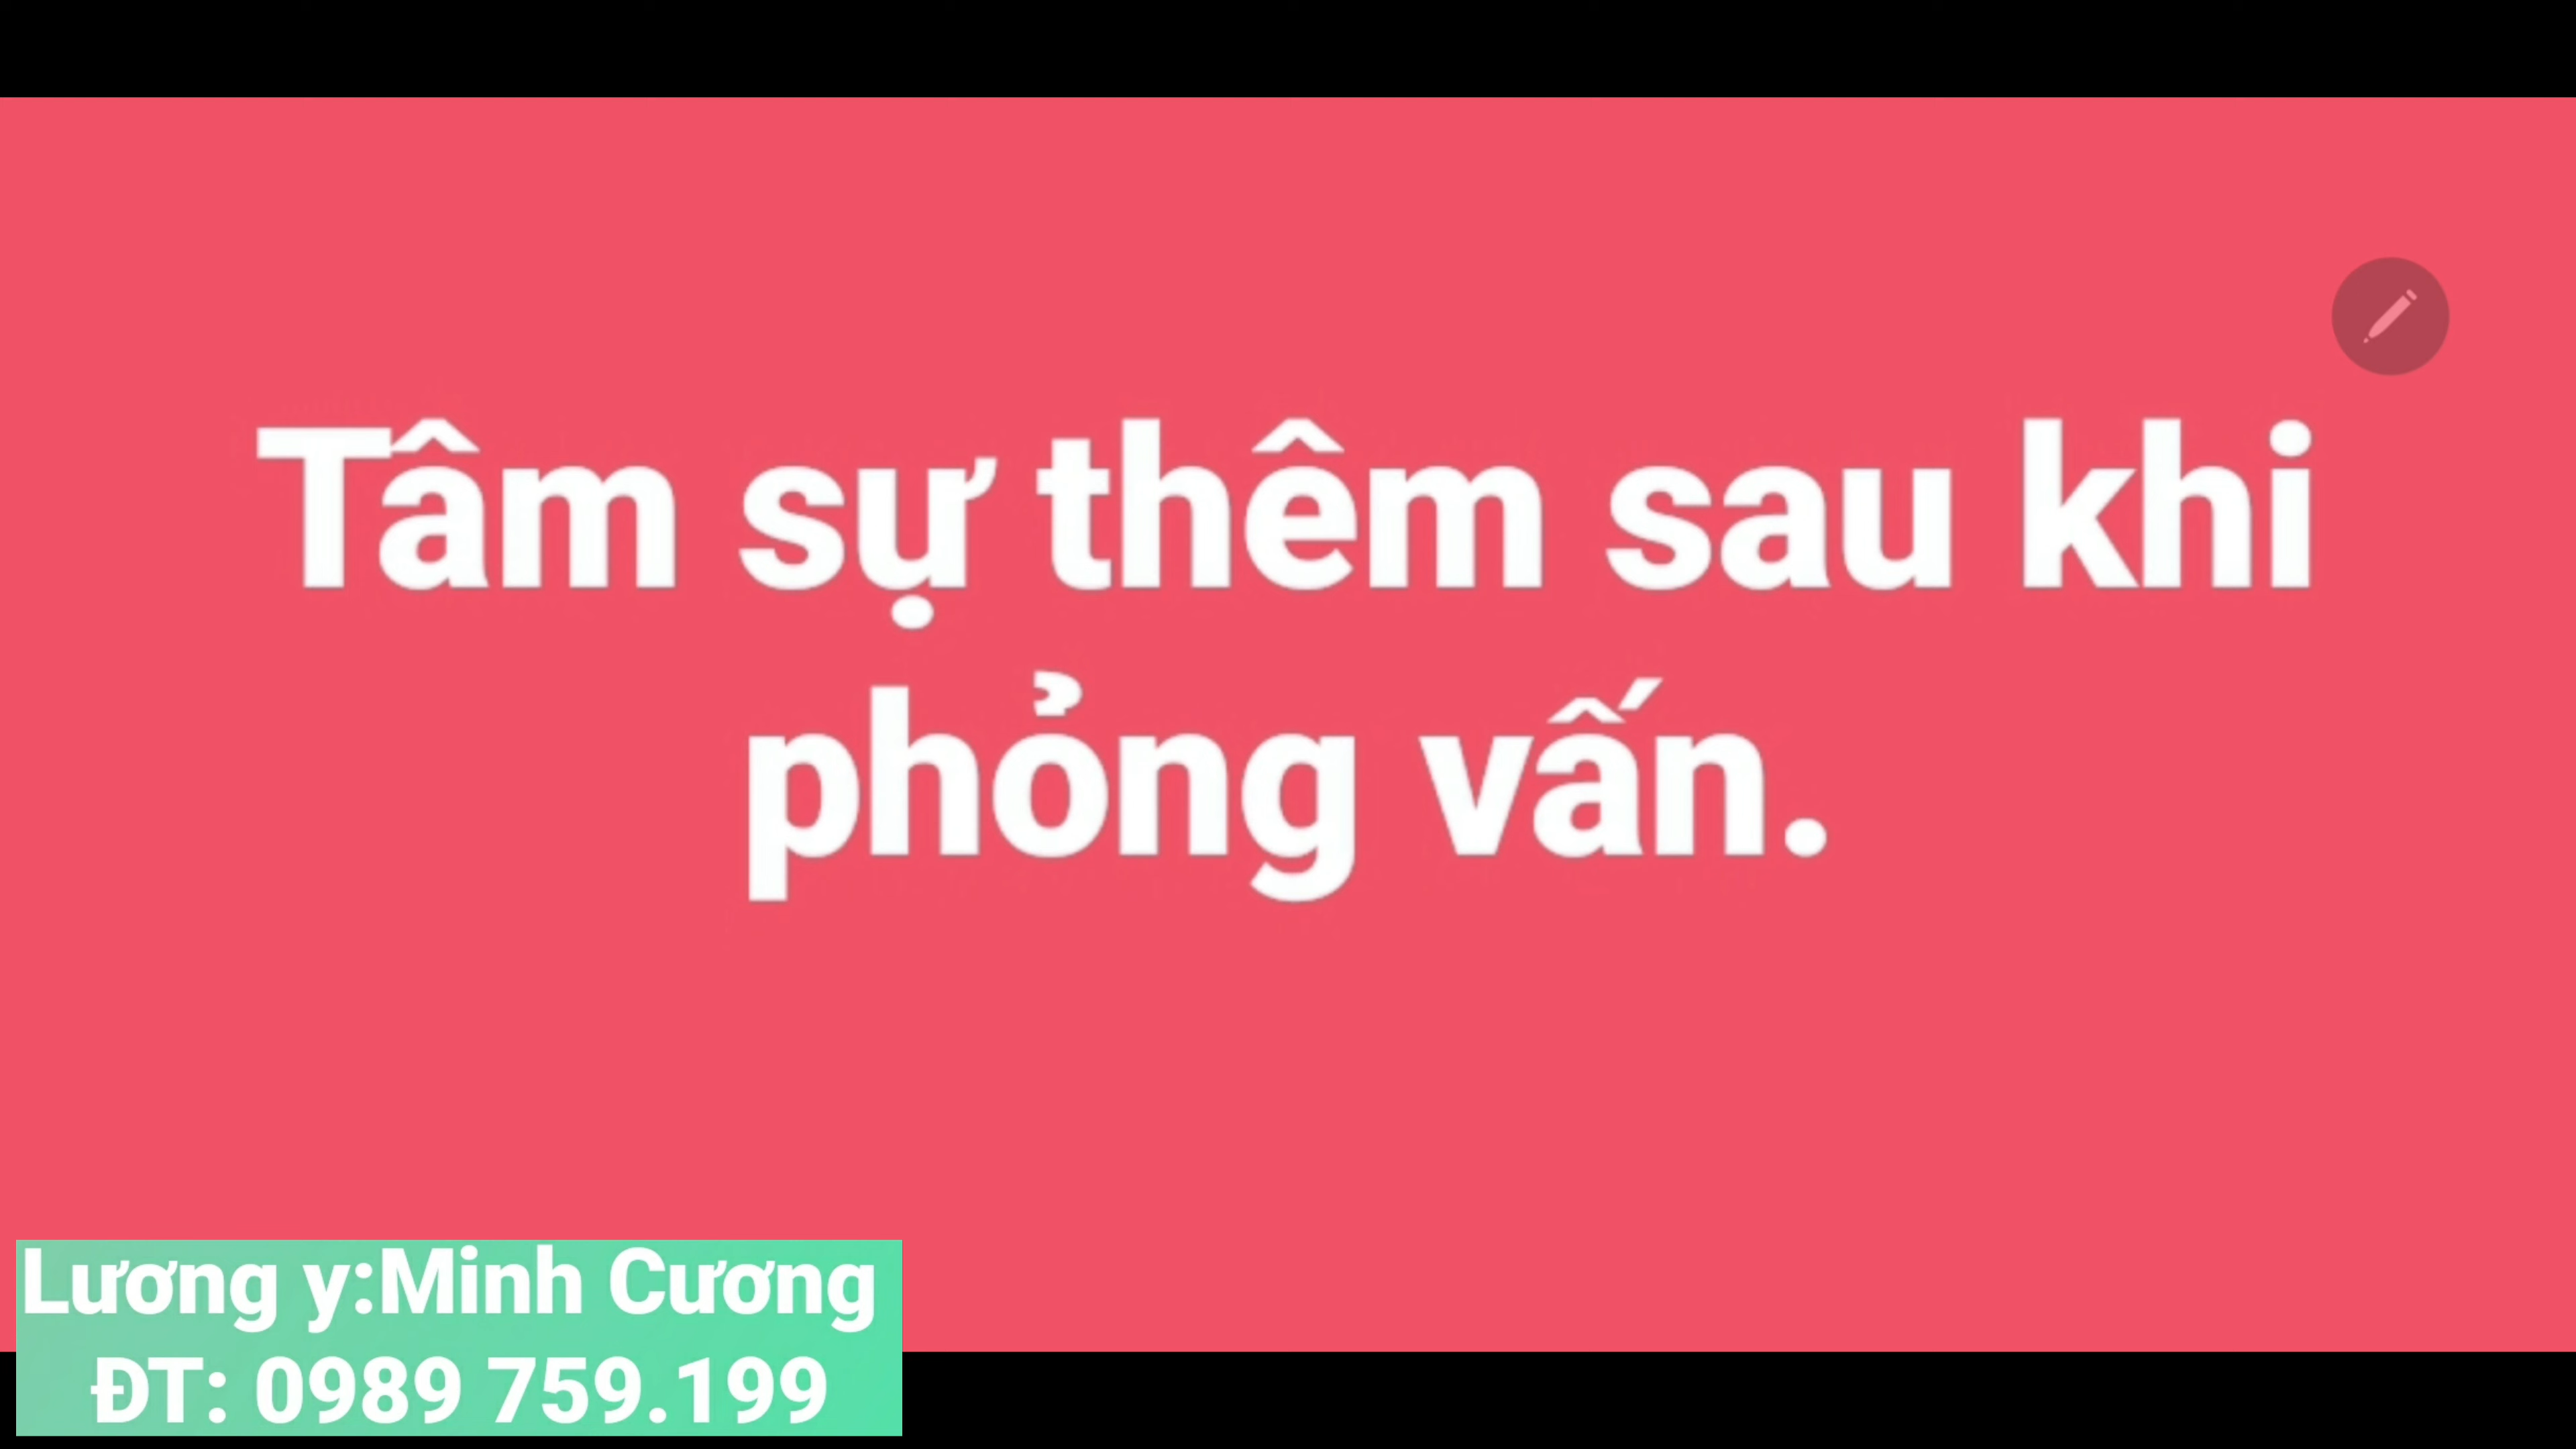 Tâm sự thêm sau khi
phỏng vấn.
Lương y:Minh Cương
ĐT: 0989 759.199